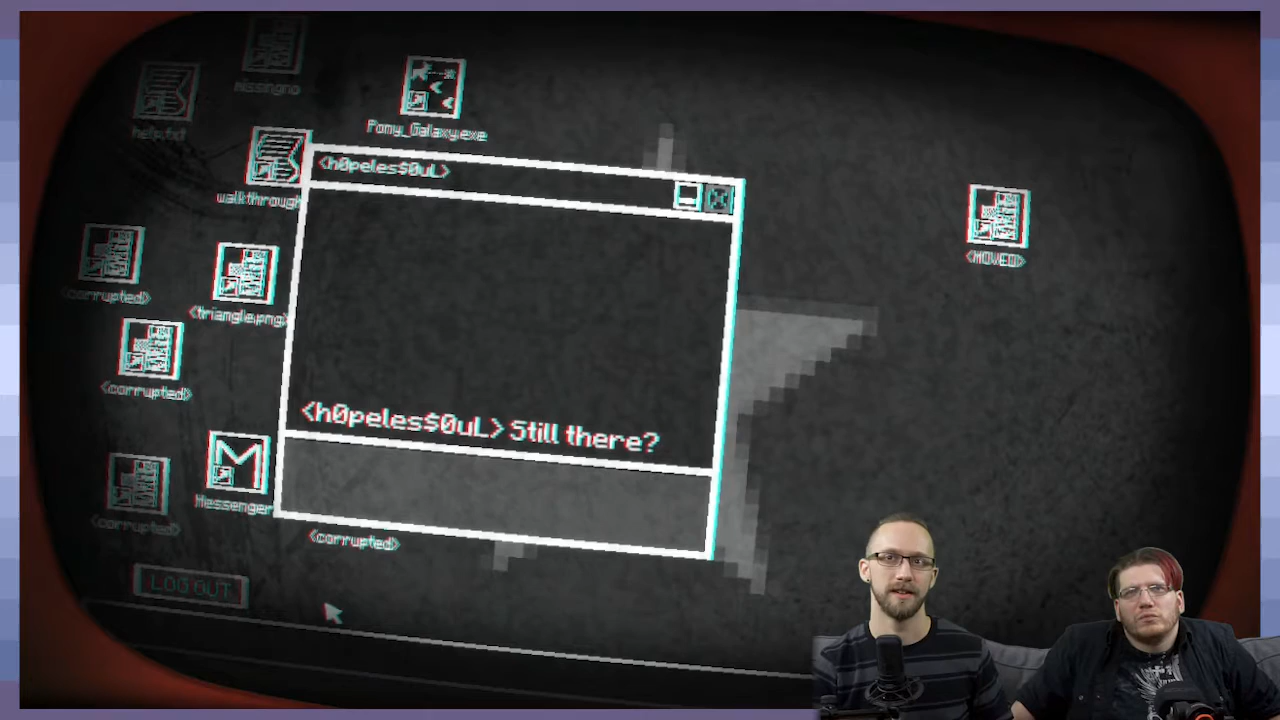 missingno
help.txt
Pony_Galaxy.exe
<h0peles$0uL>
walkthrough
<MOVED>
<corrupted>
<triangle.png>
<corrupted>
<h0peles$0uL> Still there?
M
Messenger
<corrupted>
<corrupted>
LOG OUT